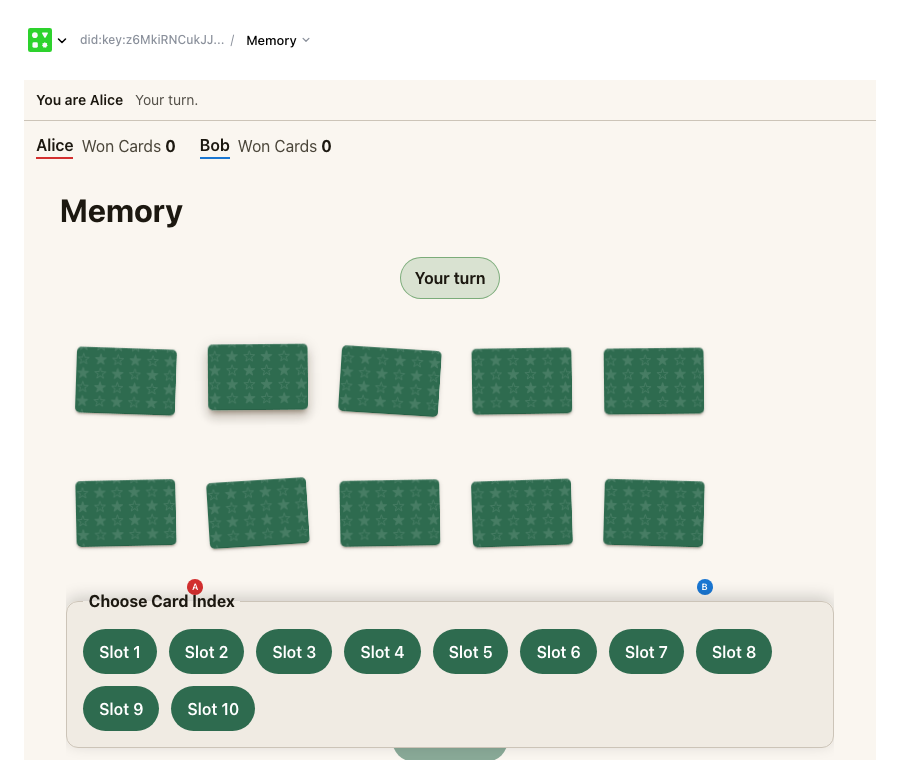 did:key:z6MkiRNCukJJ... / Memory
You are Alice Your turn.
Alice Won Cards 0 Bob Won Cards 0
Memory
Your turn
A B
Choose Card Index
Slot 1 Slot 2 Slot 3 Slot 4 Slot 5 Slot 6 Slot 7 Slot 8
Slot 9 Slot 10